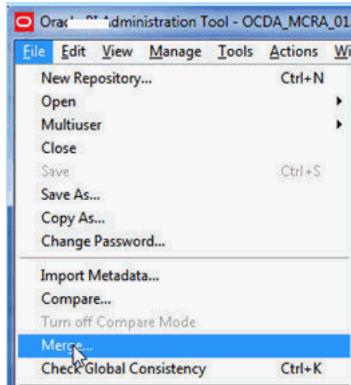 Administration Tool - OCDA_MCRA_01
File Edit View Manage Tools Actions
New Repository... Ctrl+N
Open
Multiuser
Close
Save Ctrl+S
Save As...
Copy As...
Change Password...
Import Metadata...
Compare...
Turn off Compare Mode
Merge...
Check Global Consistency Ctrl+K